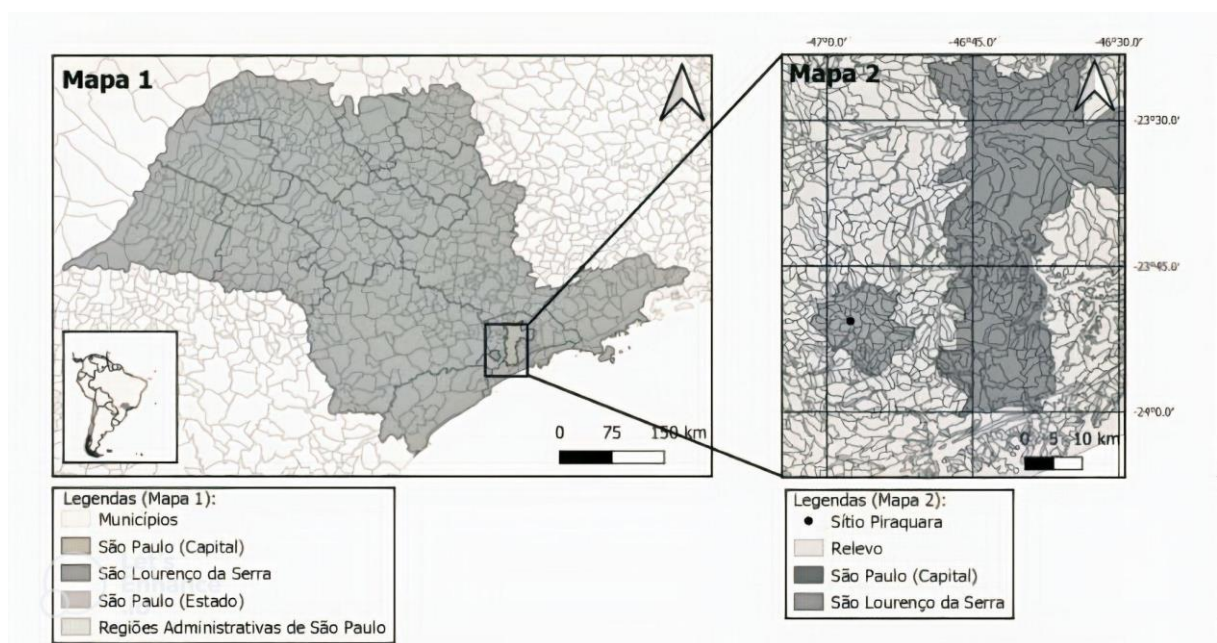 Mapa 1
0 75 150 km
Legendas (Mapa 1):
Municípios
São Paulo (Capital)
São Lourenço da Serra
São Paulo (Estado)
Regiões Administrativas de São Paulo
-47°0.0' -46°45.0' -46°30.0'
Mapa 2
-23°30.0'
-23°45.0'
-24°0.0'
0 5 10 km
Legendas (Mapa 2):
Sítio Piraquara
Relevo
São Paulo (Capital)
São Lourenço da Serra